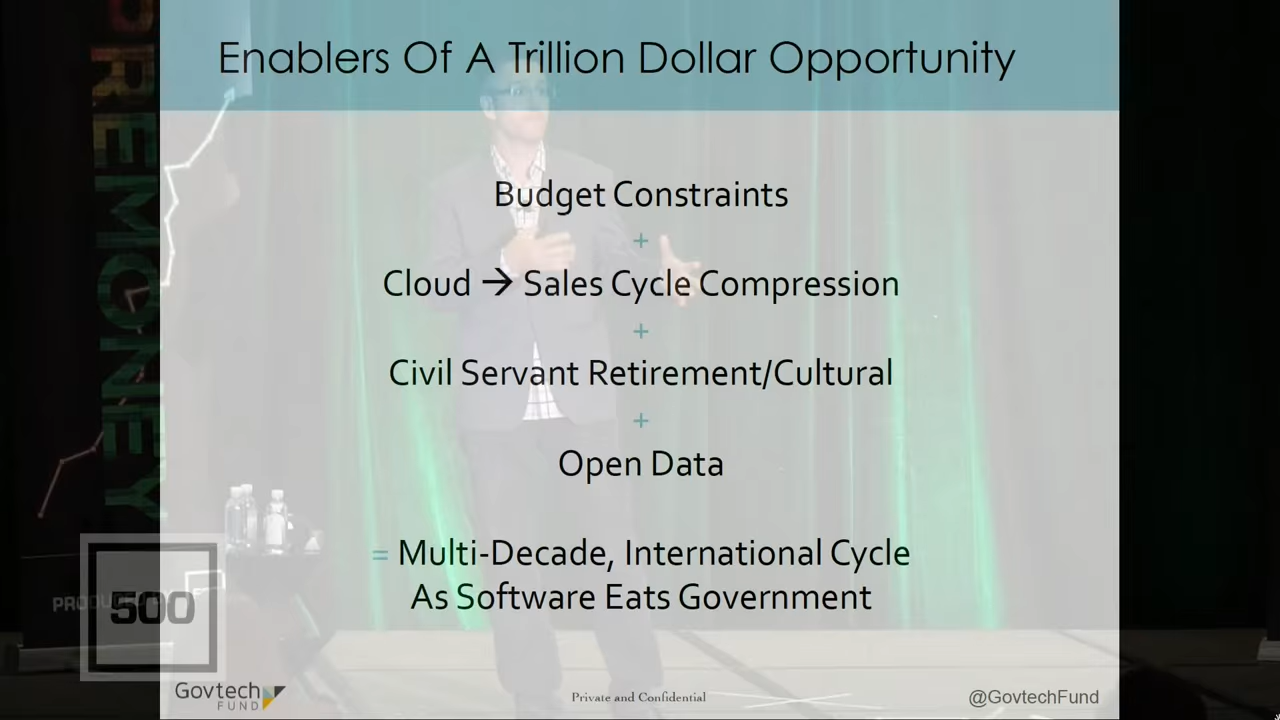 Enablers Of A Trillion Dollar Opportunity
Budget Constraints
+
Cloud → Sales Cycle Compression
+
Civil Servant Retirement/Cultural
+
Open Data
= Multi-Decade, International Cycle
As Software Eats Government
PREMONEY
500
Govtech
FUND
Private and Confidential
@GovtechFund